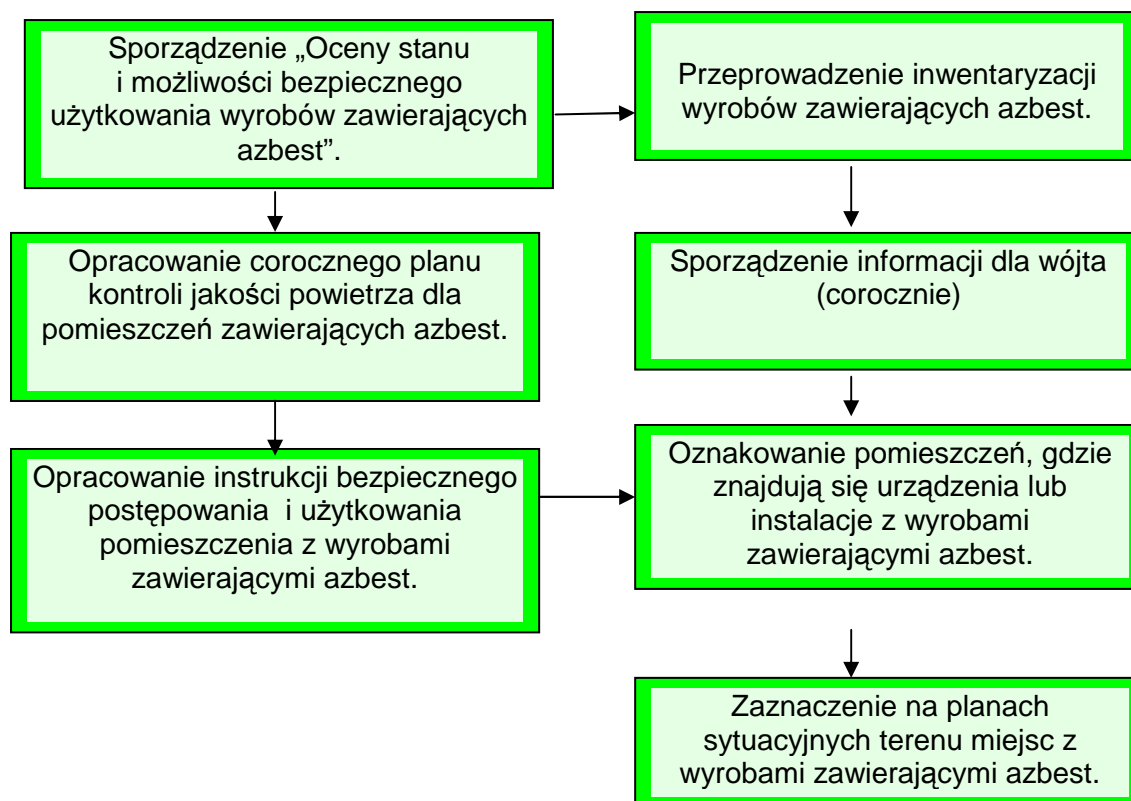 Sporządzenie „Oceny stanu
i możliwości bezpiecznego
użytkowania wyrobów zawierających
azbest”.
Przeprowadzenie inwentaryzacji
wyrobów zawierających azbest.
Opracowanie corocznego planu
kontroli jakości powietrza dla
pomieszczeń zawierających azbest.
Sporządzenie informacji dla wójta
(corocznie)
Opracowanie instrukcji bezpiecznego
postępowania i użytkowania
pomieszczenia z wyrobami
zawierającymi azbest.
Oznakowanie pomieszczeń, gdzie
znajdują się urządzenia lub
instalacje z wyrobami
zawierającymi azbest.
Zaznaczenie na planach
sytuacyjnych terenu miejsc z
wyrobami zawierającymi azbest.